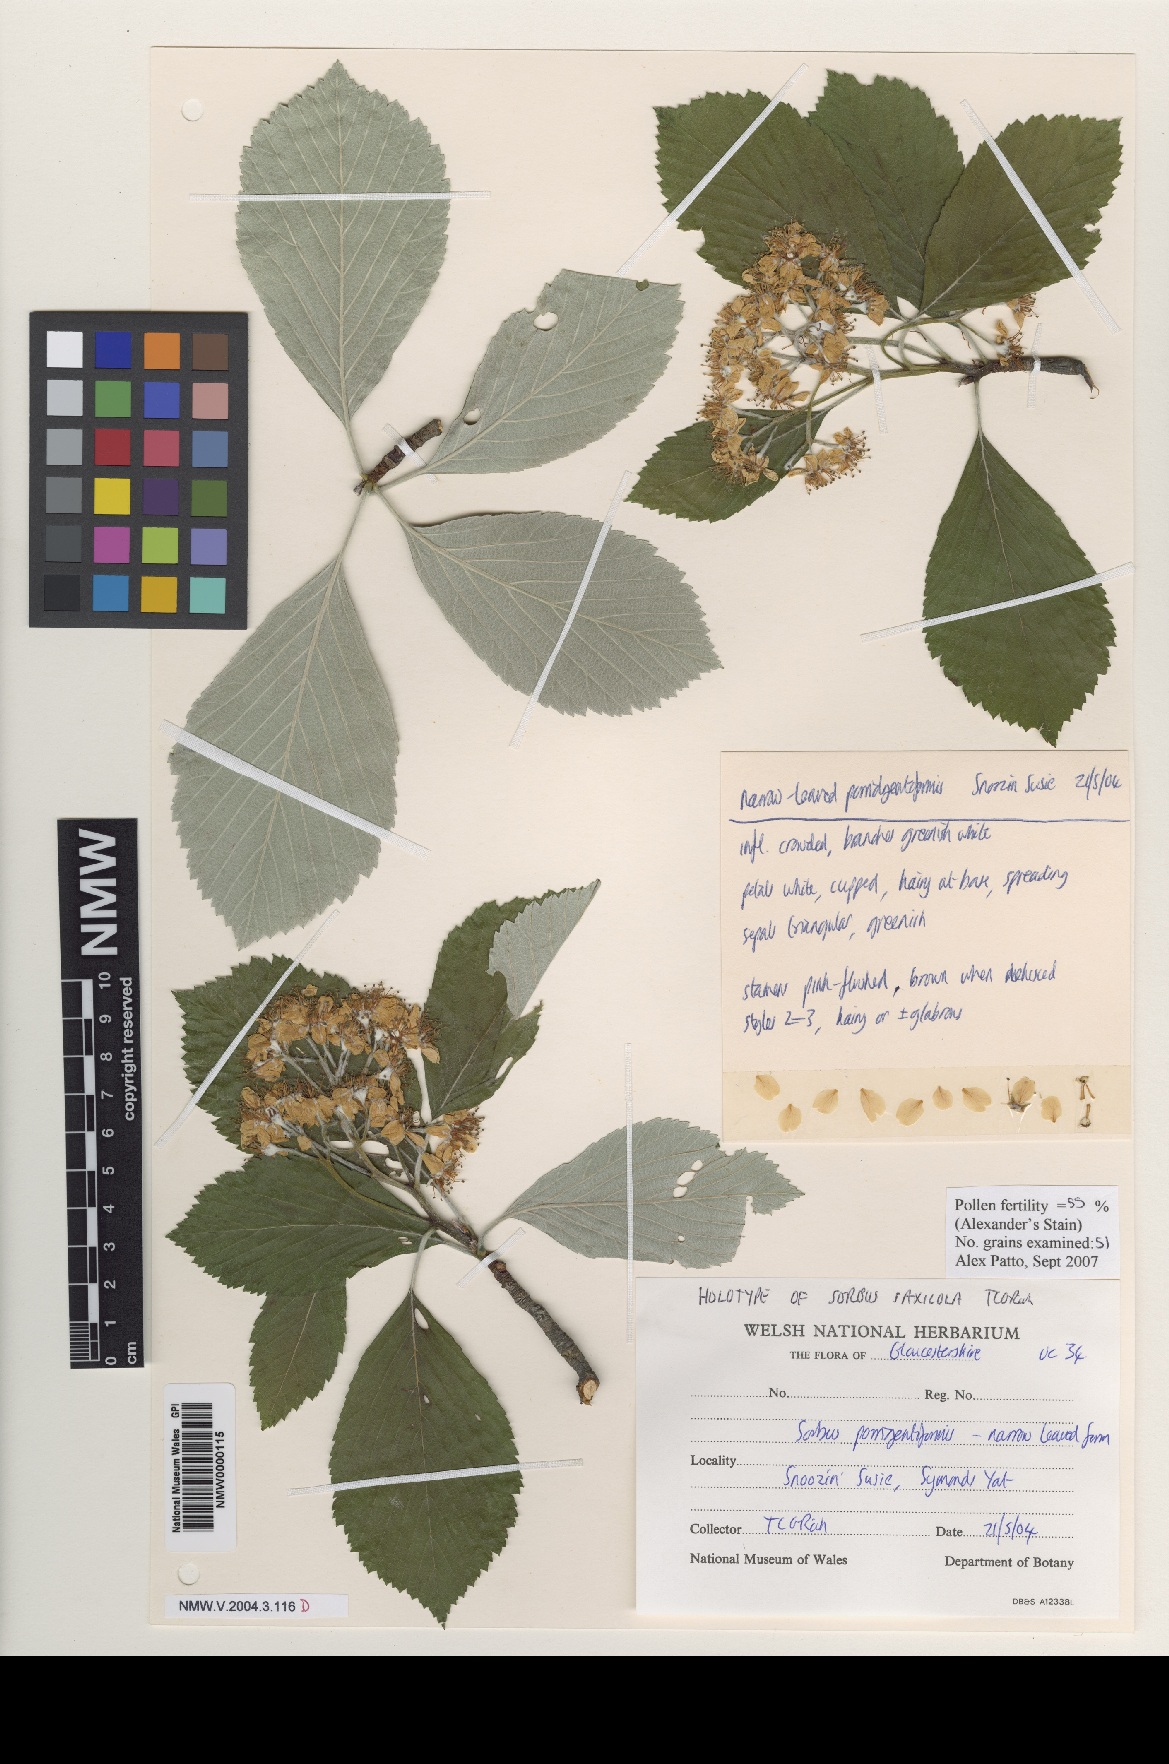 narrow-leaved porrigentiformis Snoozin Susie 21/5/04
infl. crowded, branches greenish white
petals white, cupped, hairy at base, spreading
sepals triangular, greenish
stamens pink-flushed, brown when dehisced
styles 2-3, hairy or ± glabrous
Pollen fertility =55 %
(Alexander's Stain)
No. grains examined: 51
Alex Patto, Sept 2007
HOLOTYPE OF SORBUS SAXICOLA TCGRich
WELSH NATIONAL HERBARIUM
THE FLORA OF Gloucestershire VC 34
No. Reg. No.
Sorbus porrigentiformis - narrow leaved form
Locality
Snoozin' Susie, Symonds Yat
Collector TCGRich Date 21/5/04
National Museum of Wales Department of Botany
DB&S A12338
NMW
copyright reserved
0 1 2 3 4 5 6 7 8 9 10
cm
National Museum Wales GPI
NMW0000115
NMW.V.2004.3.116 D